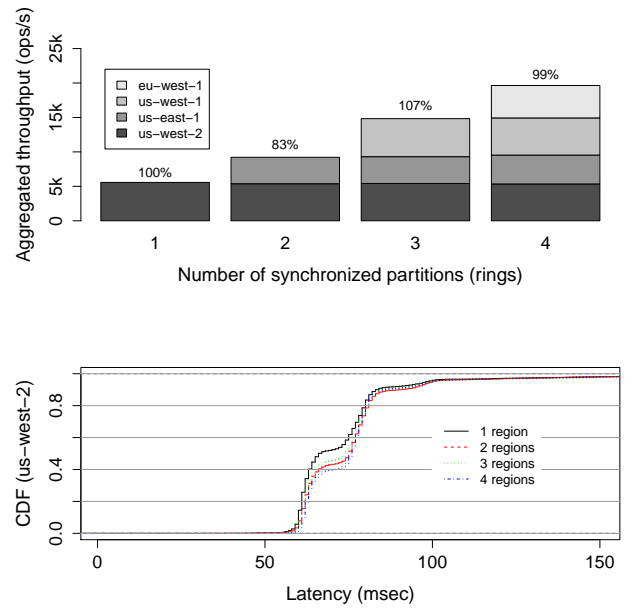 Aggregated throughput (ops/s)
25k
15k
5k
0
eu−west−1
us−west−1
us−east−1
us−west−2
100%
83%
107%
99%
1 2 3 4
Number of synchronized partitions (rings)
CDF (us−west−2)
0.8
0.4
0.0
1 region
2 regions
3 regions
4 regions
0 50 100 150
Latency (msec)